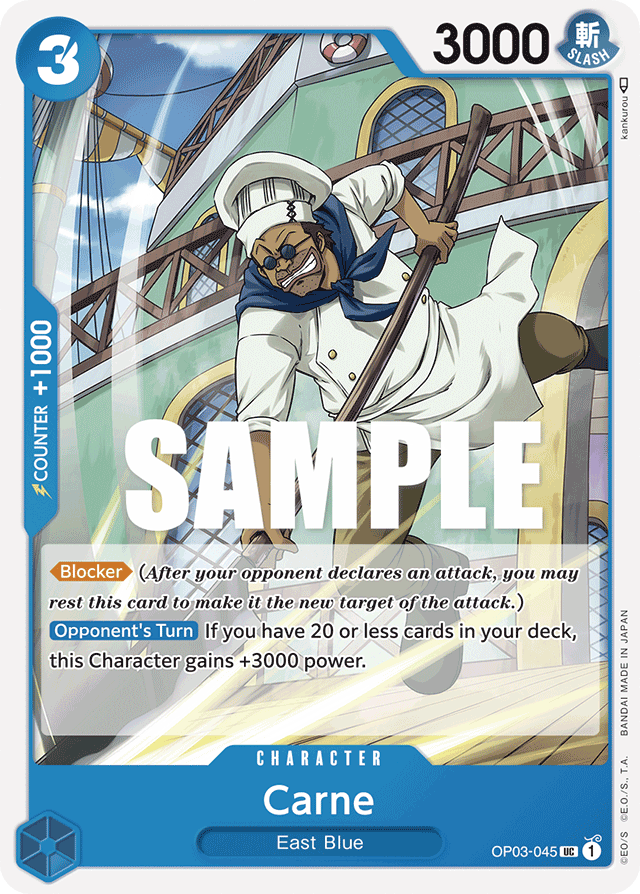 3
3000
斬
SLASH
kankurou
COUNTER +1000
SAMPLE
Blocker (After your opponent declares an attack, you may
rest this card to make it the new target of the attack.)
Opponent's Turn If you have 20 or less cards in your deck,
this Character gains +3000 power.
CHARACTER
Carne
East Blue
OP03-045 UC 1
©E.O/S ©E.O./S., T.A. BANDAI MADE IN JAPAN